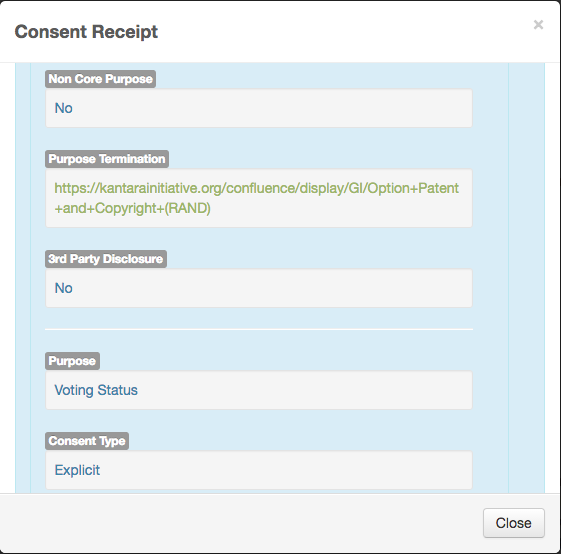 Consent Receipt
×
Non Core Purpose
No
Purpose Termination
https://kantarainitiative.org/confluence/display/GI/Option+Patent
+and+Copyright+(RAND)
3rd Party Disclosure
No
Purpose
Voting Status
Consent Type
Explicit
Close